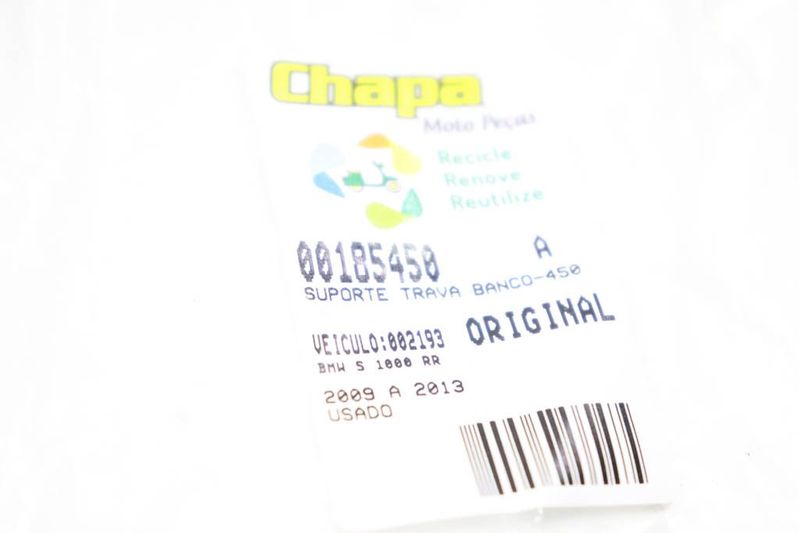 Chapa
Moto Peças
Recicle
Renove
Reutilize
00185450 A
SUPORTE TRAVA BANCO-450
VEICULO:002193 ORIGINAL
BMW S 1000 RR
2009 A 2013
USADO